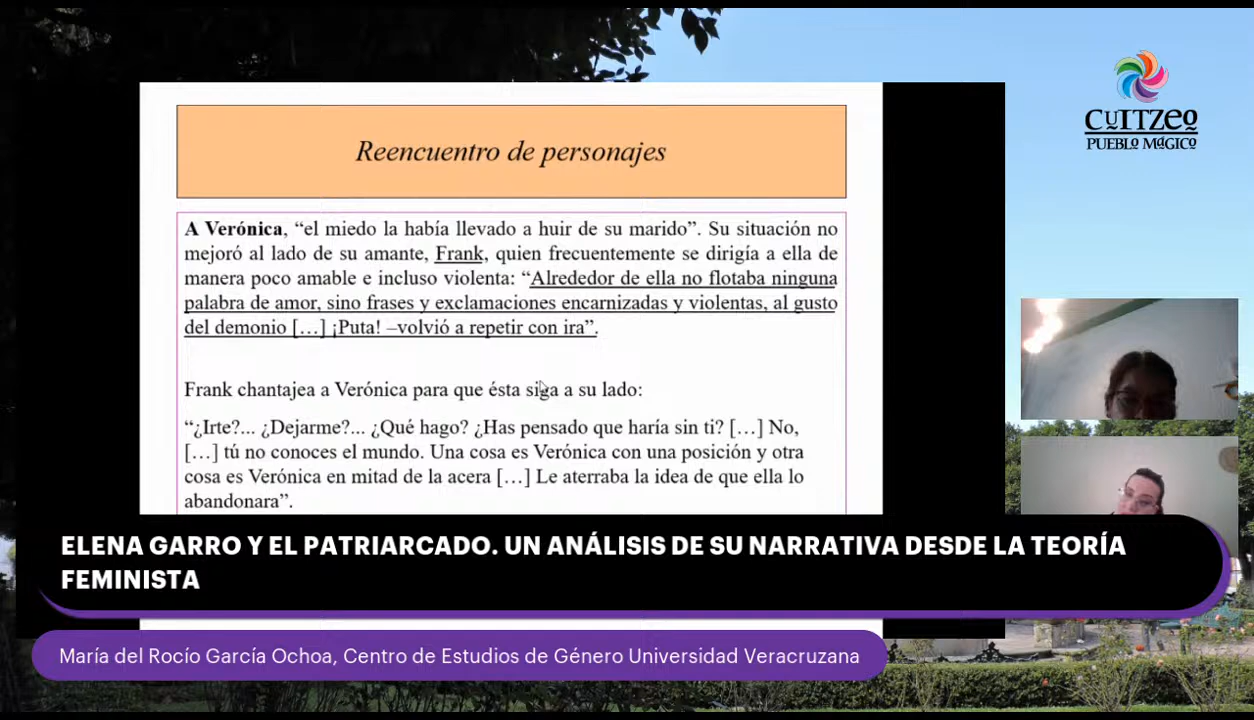 Reencuentro de personajes
A Verónica, “el miedo la había llevado a huir de su marido”. Su situación no
mejoró al lado de su amante, Frank, quien frecuentemente se dirigía a ella de
manera poco amable e incluso violenta: “Alrededor de ella no flotaba ninguna
palabra de amor, sino frases y exclamaciones encarnizadas y violentas, al gusto
del demonio […] ¡Puta! –volvió a repetir con ira”.
Frank chantajea a Verónica para que ésta siga a su lado:
“¿Irte?... ¿Dejarme?... ¿Qué hago? ¿Has pensado que haría sin ti? […] No,
[…] tú no conoces el mundo. Una cosa es Verónica con una posición y otra
cosa es Verónica en mitad de la acera […] Le aterraba la idea de que ella lo
abandonara”.
CUITZEO
PUEBLO MÁGICO
ELENA GARRO Y EL PATRIARCADO. UN ANÁLISIS DE SU NARRATIVA DESDE LA TEORÍA
FEMINISTA
María del Rocío García Ochoa, Centro de Estudios de Género Universidad Veracruzana